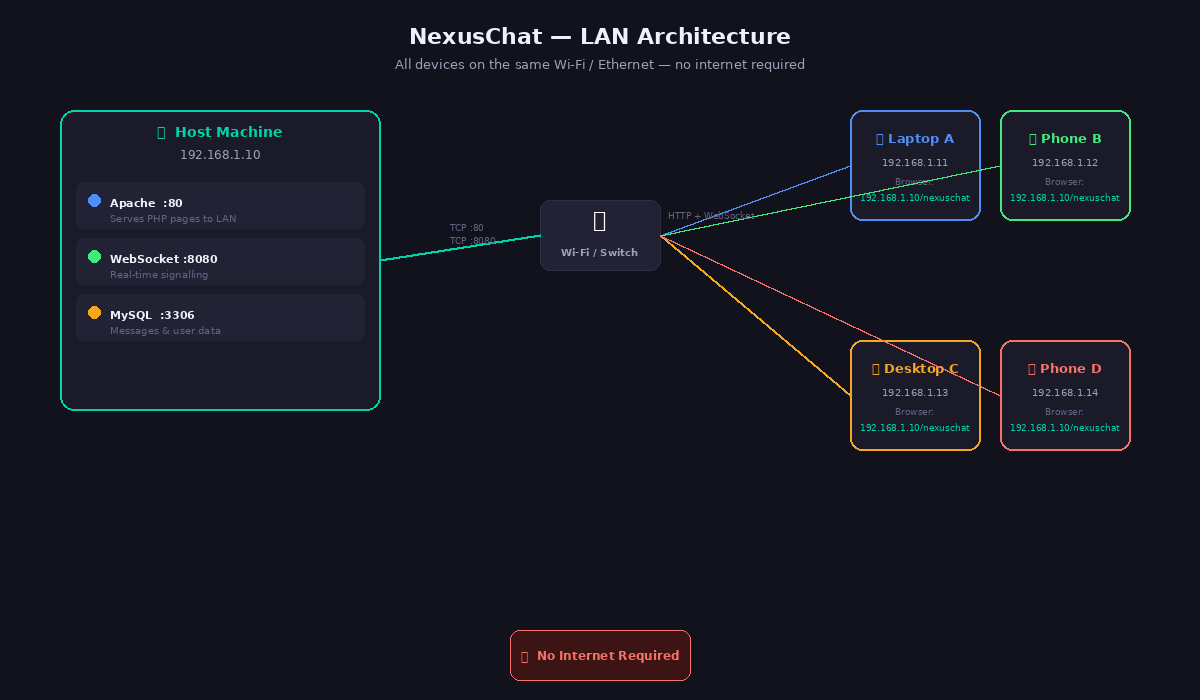 NexusChat — LAN Architecture
All devices on the same Wi-Fi / Ethernet — no internet required
Host Machine
192.168.1.10
Apache :80
Serves PHP pages to LAN
WebSocket :8080
Real-time signalling
MySQL :3306
Messages & user data
TCP :80
TCP :8080
Wi-Fi / Switch
HTTP + WebSocket
Laptop A
192.168.1.11
Browser:
192.168.1.10/nexuschat
Phone B
192.168.1.12
Browser:
192.168.1.10/nexuschat
Desktop C
192.168.1.13
Browser:
192.168.1.10/nexuschat
Phone D
192.168.1.14
Browser:
192.168.1.10/nexuschat
No Internet Required